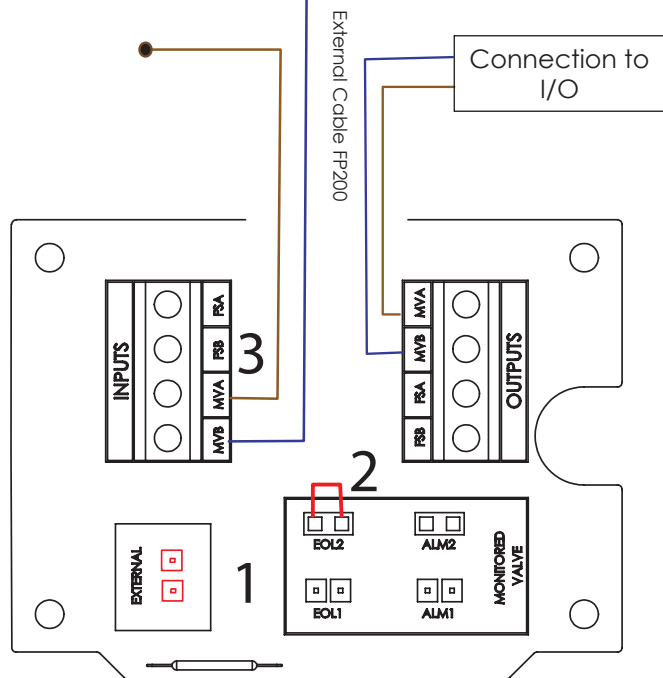 External Cable FP200
Connection to
I/O
INPUTS
FSA
FSB
MVA
MVB
3
MVA
MVB
FSA
FSB
OUTPUTS
2
EOL2
ALM2
EOL1
ALM1
MONITORED
VALVE
EXTERNAL
1